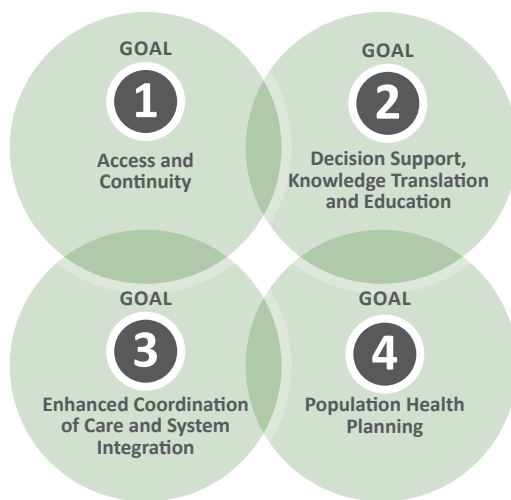 GOAL
1
Access and
Continuity
GOAL
2
Decision Support,
Knowledge Translation
and Education
GOAL
3
Enhanced Coordination
of Care and System
Integration
GOAL
4
Population Health
Planning